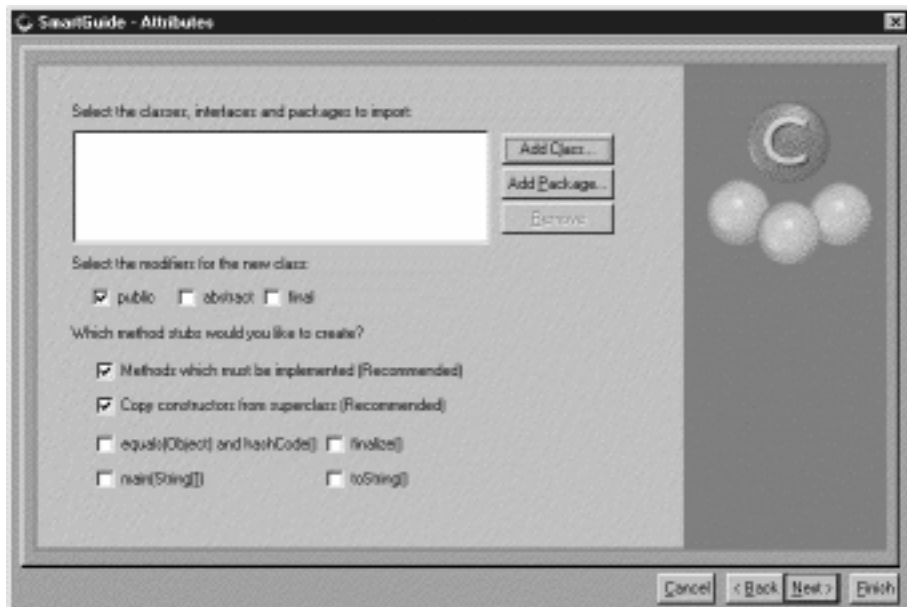 SmartGuide - Attributes
Select the classes, interfaces and packages to import:
Add Class...
Add Package...
Remove
Select the modifiers for the new class:
public abstract final
Which method stubs would you like to create?
Methods which must be implemented (Recommended)
Copy constructors from superclass (Recommended)
equals(Object) and hashCode() finalize()
main(String[]) toString()
C
Cancel < Back Next > Finish